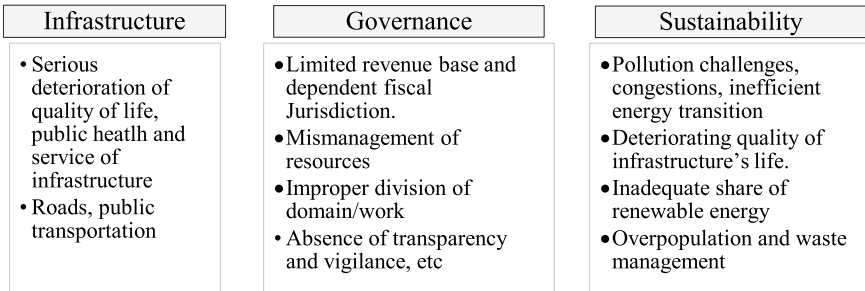 Infrastructure
• Serious
deterioration of
quality of life,
public heatlh and
service of
infrastructure
• Roads, public
transportation
Governance
•Limited revenue base and
dependent fiscal
Jurisdiction.
•Mismanagement of
resources
•Improper division of
domain/work
• Absence of transparency
and vigilance, etc
Sustainability
•Pollution challenges,
congestions, inefficient
energy transition
•Deteriorating quality of
infrastructure’s life.
•Inadequate share of
renewable energy
•Overpopulation and waste
management